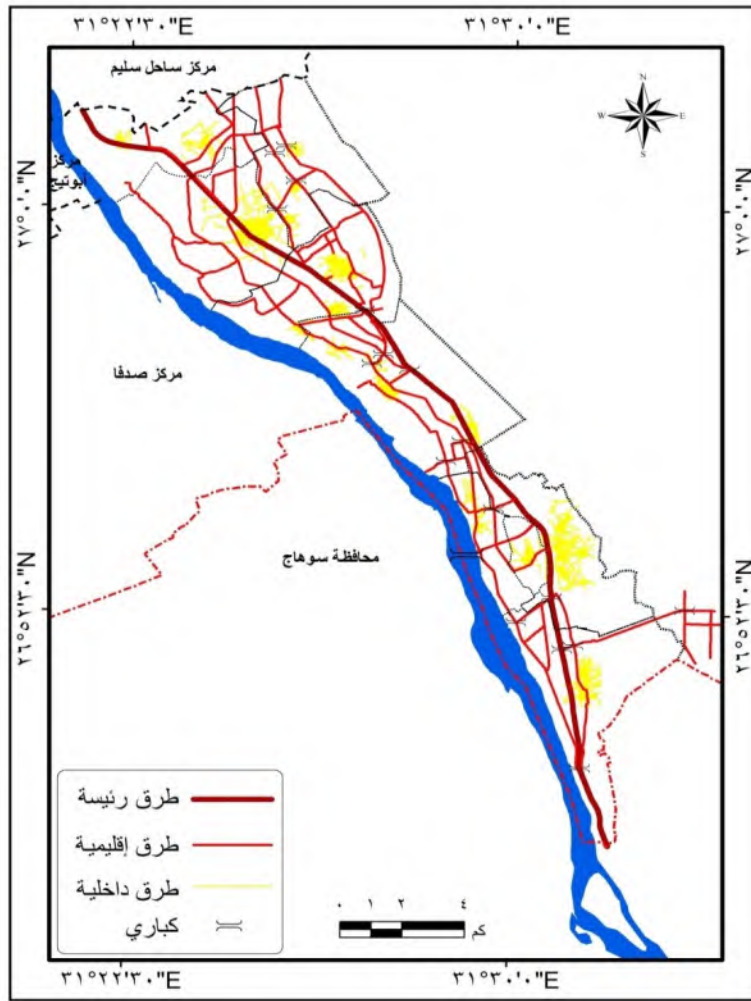 ٣١°٢٢'٣٠"E ٣١°٣٠'٠"E
مركز ساحل سليم
N
W E
S
مركز
ابوتيج
٢٧°٠'٠"N ٢٧°٠'٠"N
مركز صدفا
محافظة سوهاج
٢٦°٥٢'٣٠"N ٢٦°٥٢'٣٠"N
طرق رئيسة
طرق إقليمية
طرق داخلية
كباري
٠ ١ ٢ ٤
كم
٣١°٢٢'٣٠"E ٣١°٣٠'٠"E